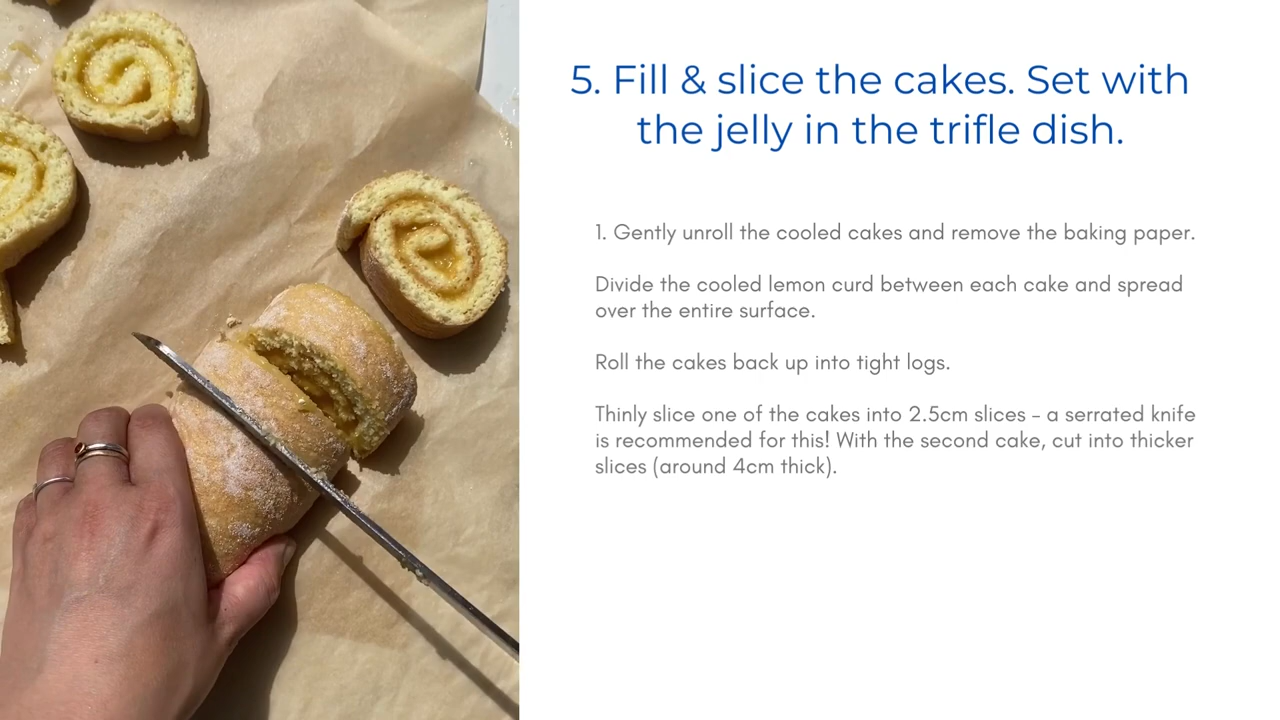 5. Fill & slice the cakes. Set with
the jelly in the trifle dish.
1. Gently unroll the cooled cakes and remove the baking paper.
Divide the cooled lemon curd between each cake and spread
over the entire surface.
Roll the cakes back up into tight logs.
Thinly slice one of the cakes into 2.5cm slices – a serrated knife
is recommended for this! With the second cake, cut into thicker
slices (around 4cm thick).